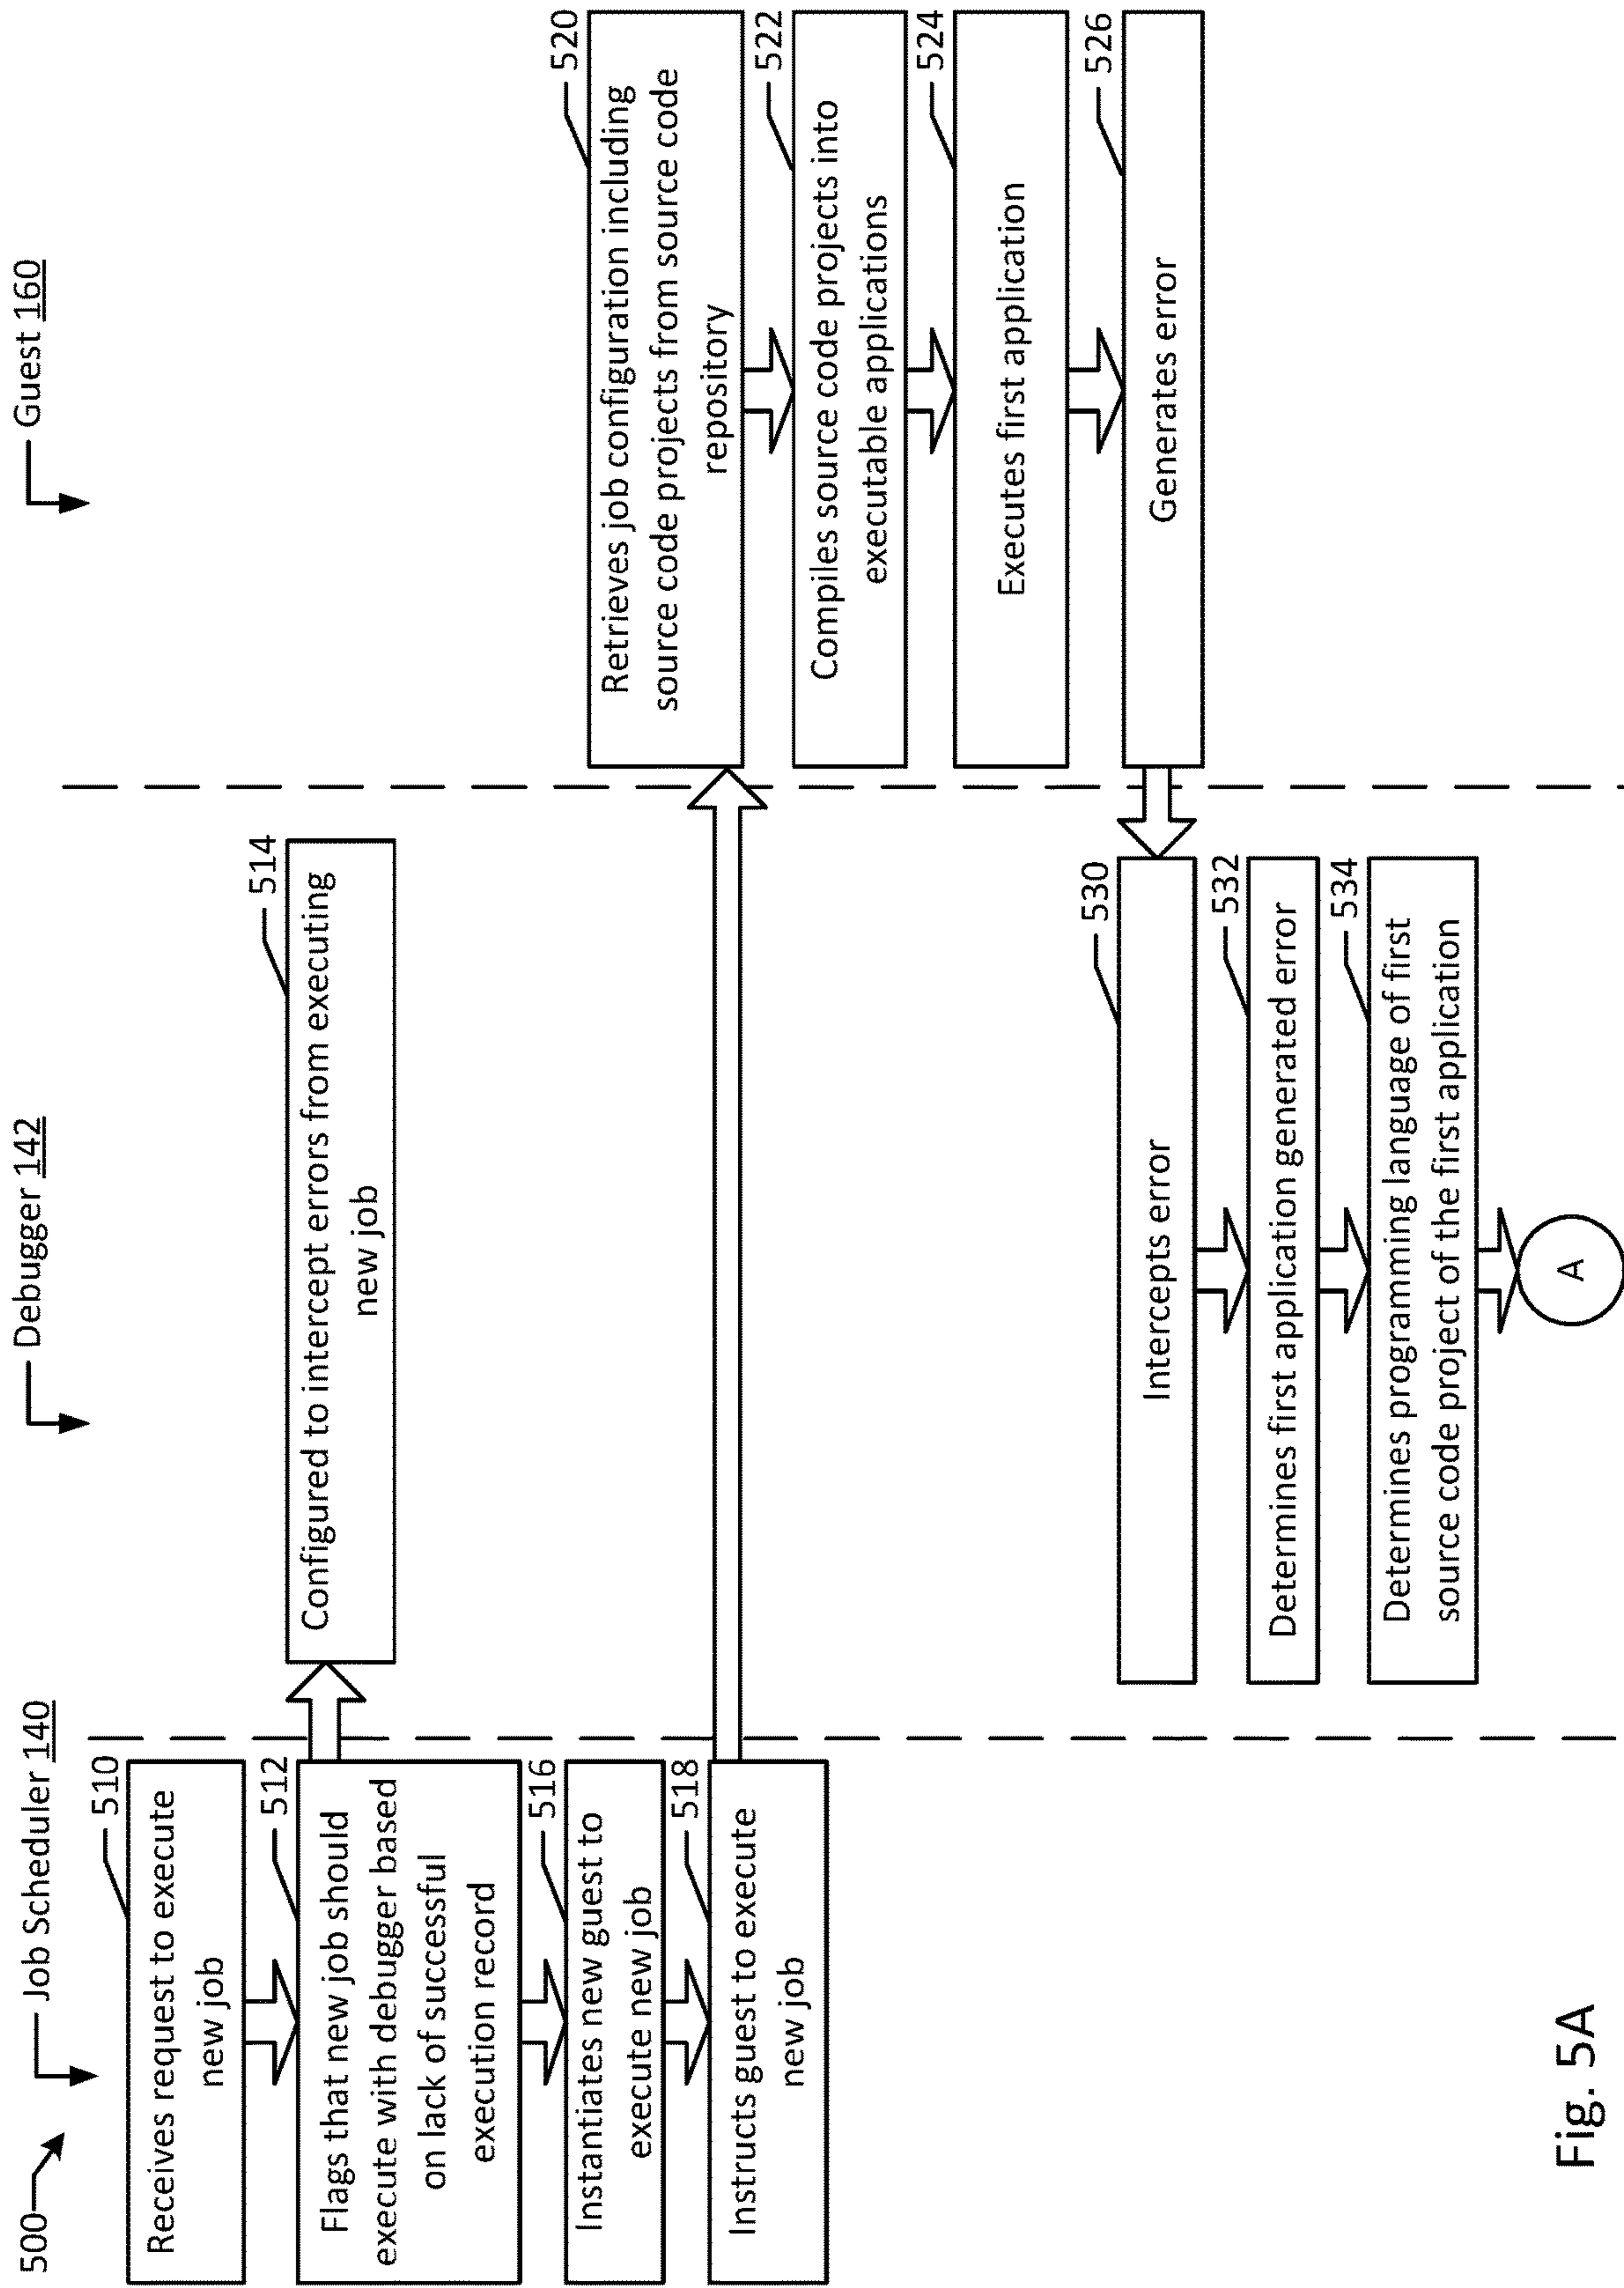 500
Job Scheduler 140
Debugger 142
Guest 160
510
Receives request to execute
new job
512
Flags that new job should
execute with debugger based
on lack of successful
execution record
514
Configured to intercept errors from executing
new job
516
Instantiates new guest to
execute new job
518
Instructs guest to execute
new job
520
Retrieves job configuration including
source code projects from source code
repository
522
Compiles source code projects into
executable applications
524
Executes first application
526
Generates error
530
Intercepts error
532
Determines first application generated error
534
Determines programming language of first
source code project of the first application
A
Fig. 5A